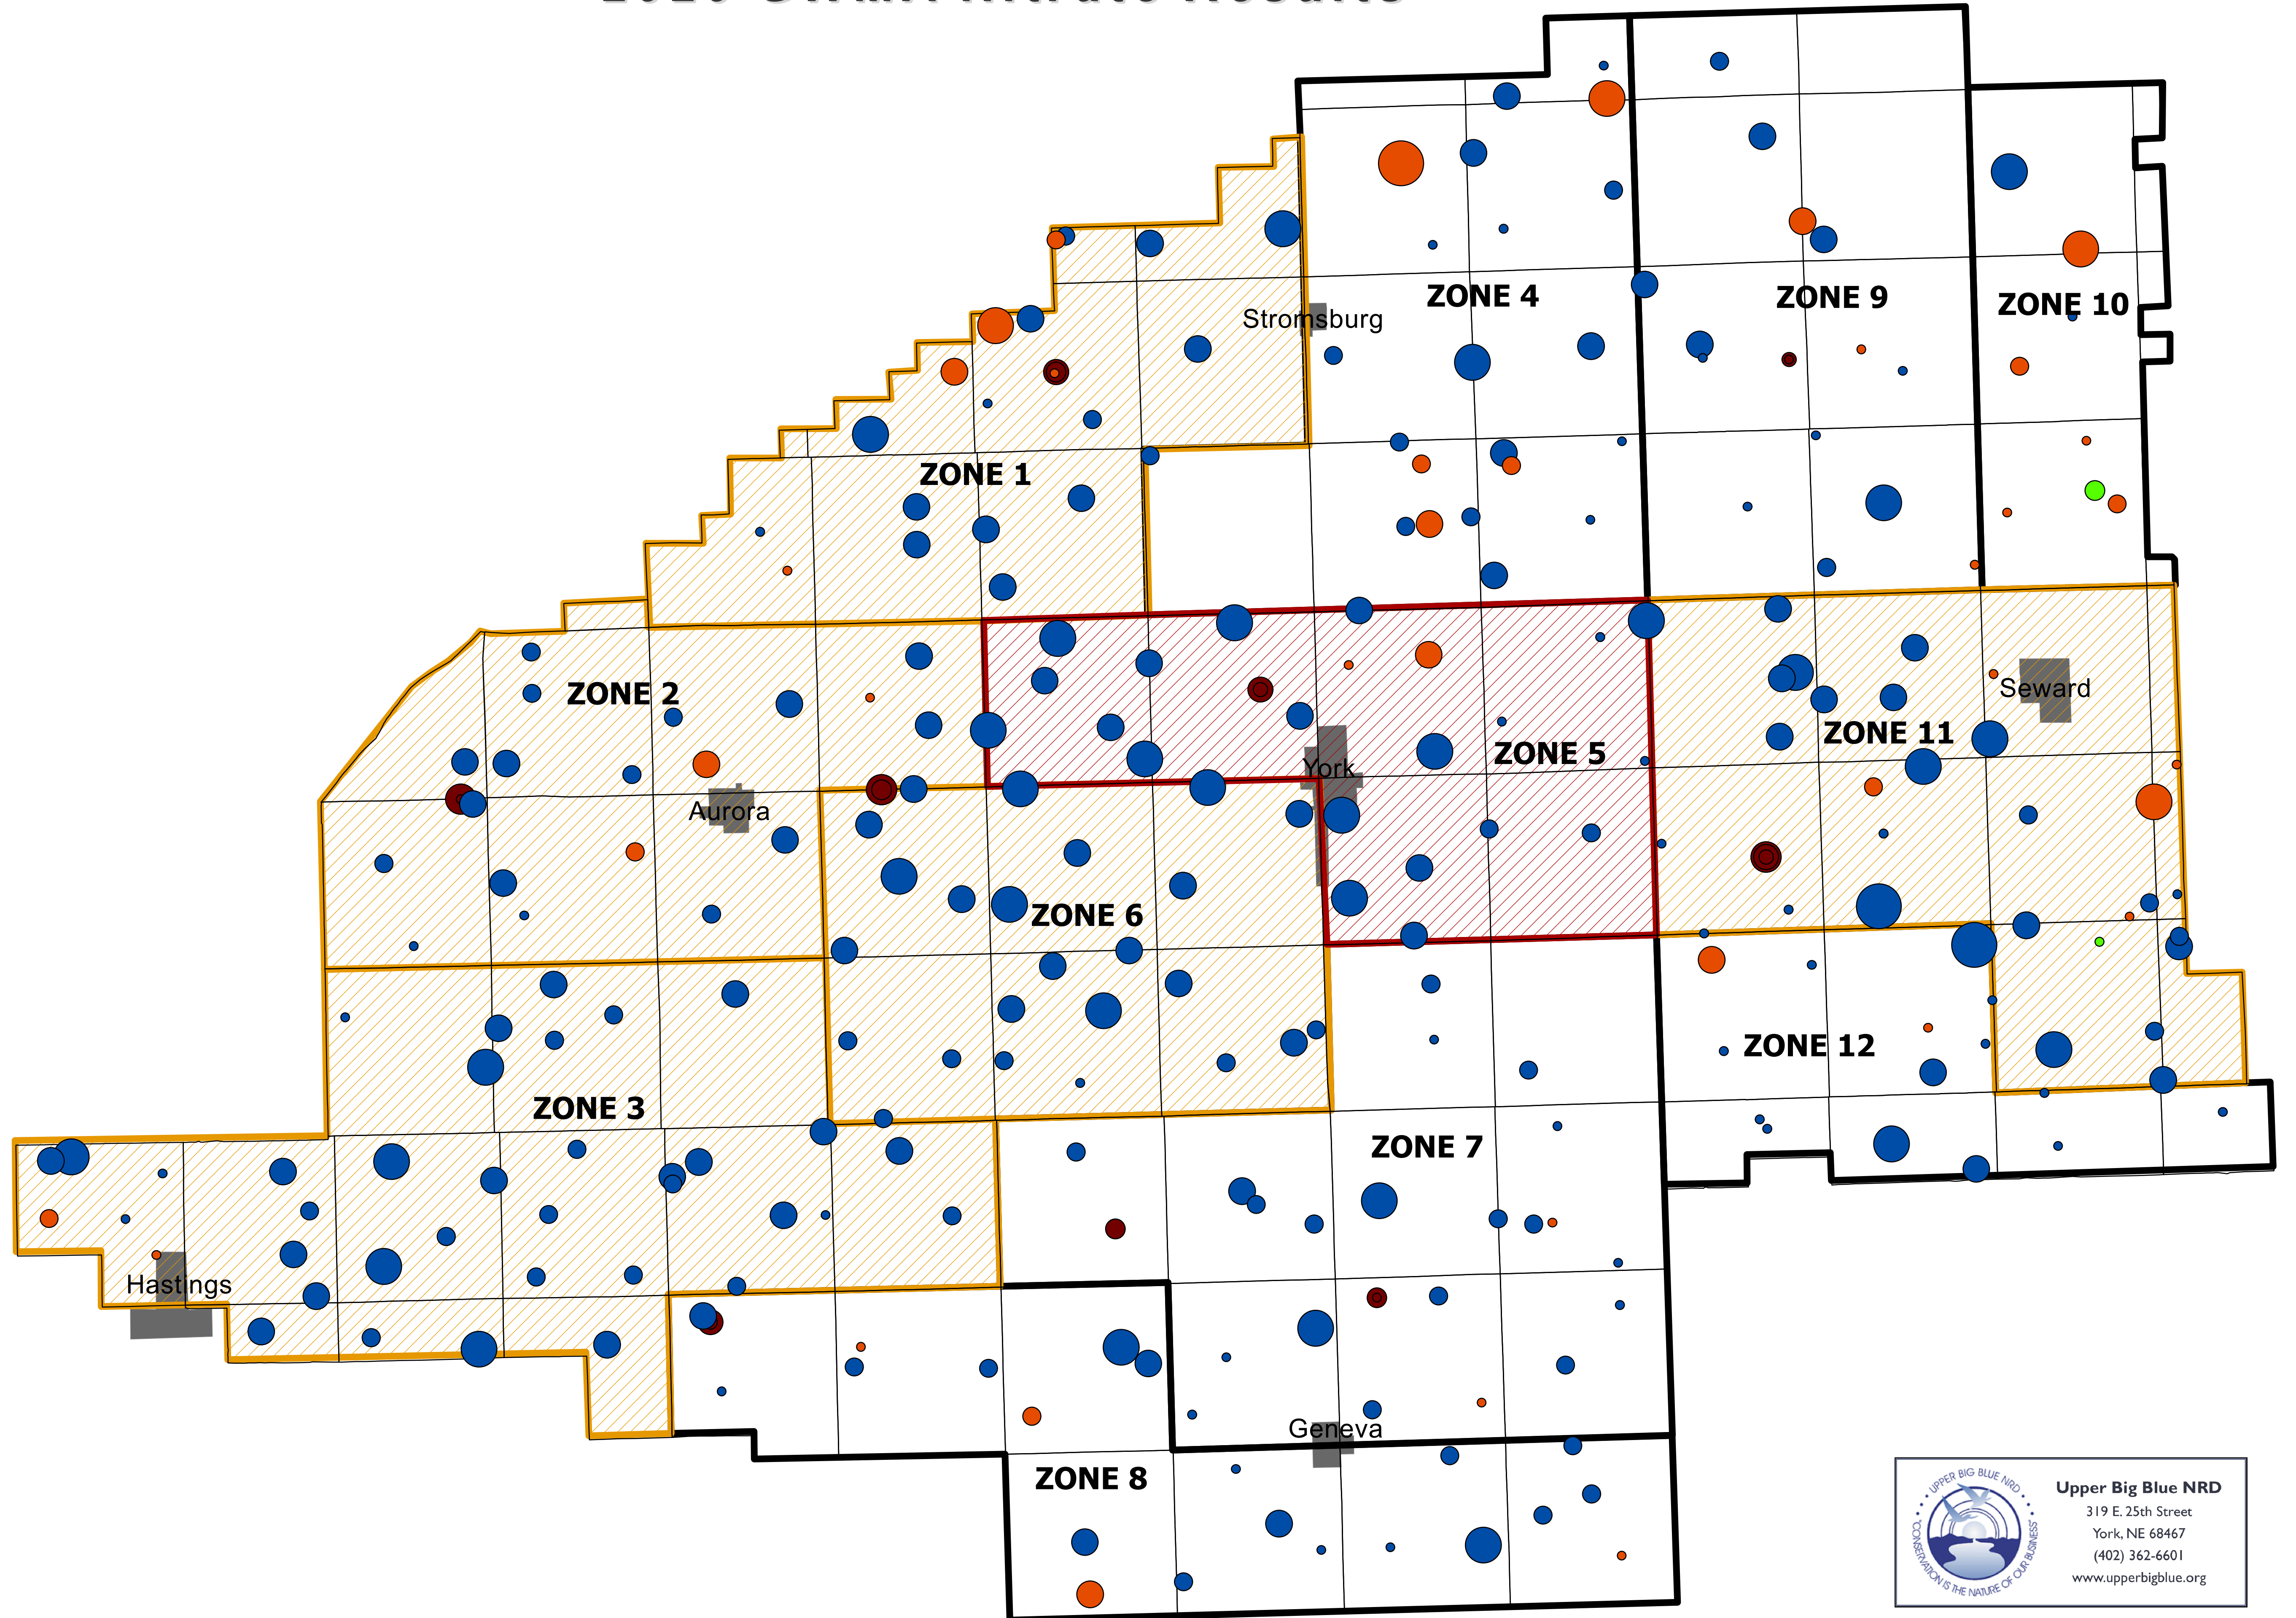 ZONE 4
ZONE 9
ZONE 10
Stromsburg
ZONE 1
ZONE 2
Seward
ZONE 11
ZONE 5
York
Aurora
ZONE 6
ZONE 12
ZONE 3
ZONE 7
Hastings
Geneva
ZONE 8
UPPER BIG BLUE NRD
"CONSERVATION IS THE NATURE OF OUR BUSINESS"
Upper Big Blue NRD
319 E. 25th Street
York, NE 68467
(402) 362-6601
www.upperbigblue.org